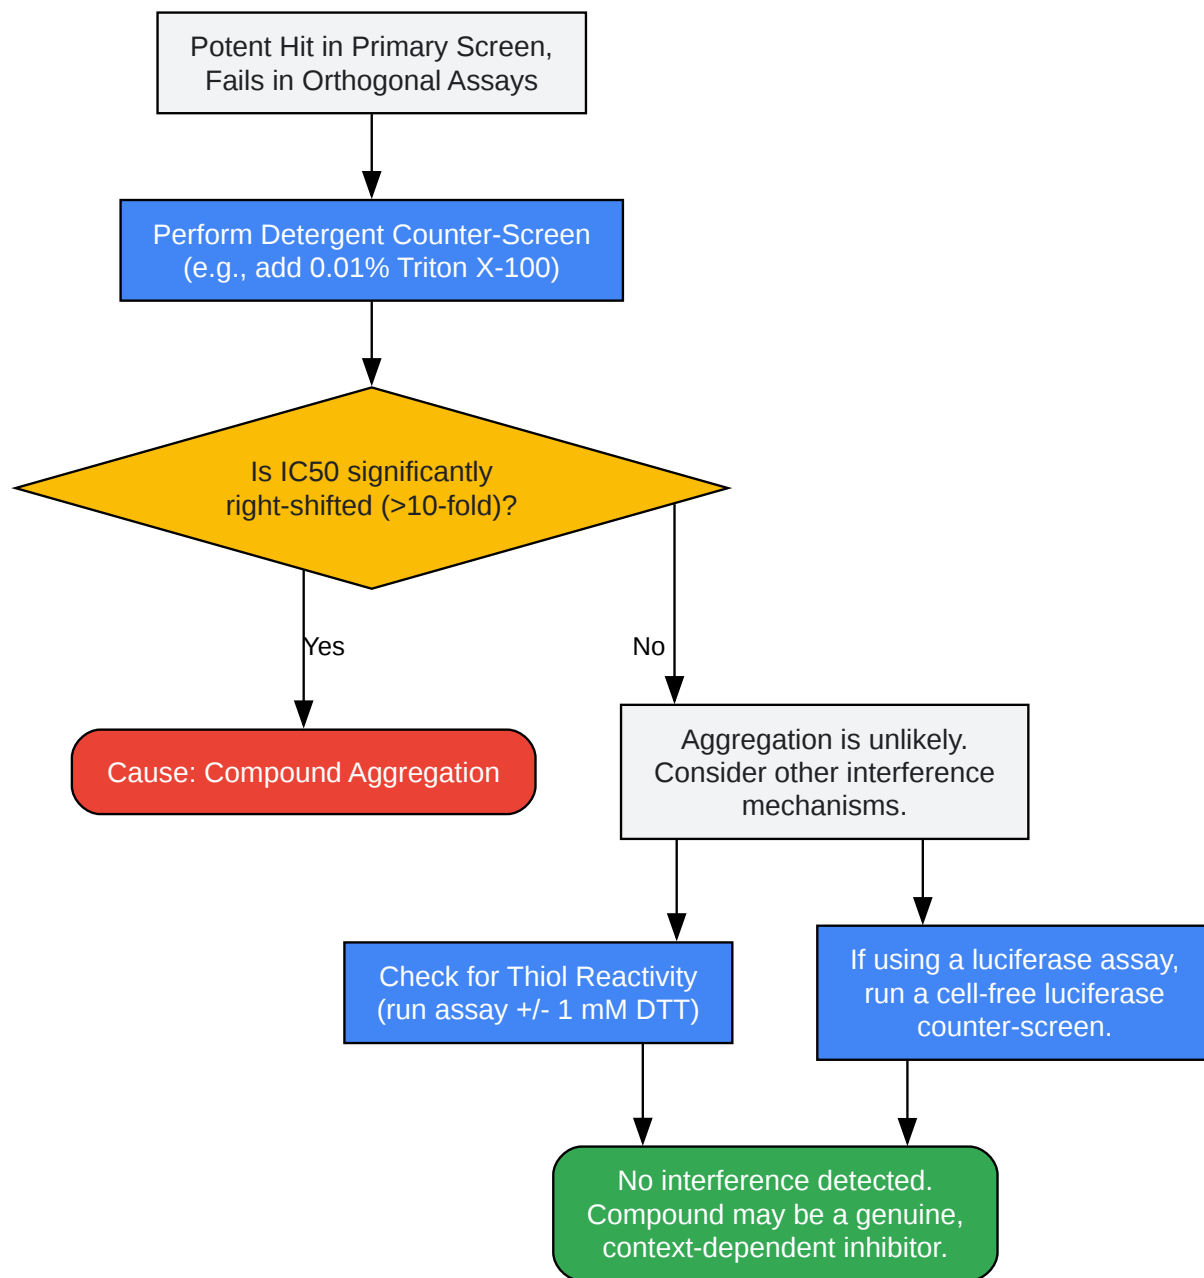 Potent Hit in Primary Screen,
Fails in Orthogonal Assays
Perform Detergent Counter-Screen
(e.g., add 0.01% Triton X-100)
Is IC50 significantly
right-shifted (>10-fold)?
Yes
No
Cause: Compound Aggregation
Aggregation is unlikely.
Consider other interference
mechanisms.
Check for Thiol Reactivity
(run assay +/- 1 mM DTT)
If using a luciferase assay,
run a cell-free luciferase
counter-screen.
No interference detected.
Compound may be a genuine,
context-dependent inhibitor.